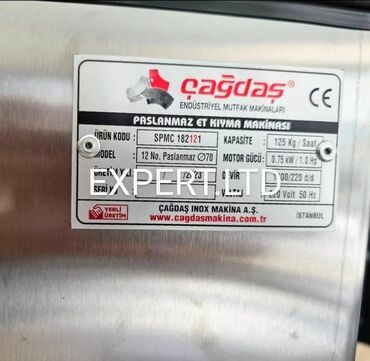 çağdaş®
ENDÜSTRİYEL MUTFAK MAKİNALARI
CE
PASLANMAZ ET KIYMA MAKİNASI
ÜRÜN KODU : SPMC 182121 KAPASİTE : 125 Kg / Saat
MODEL : 12 No. Paslanmaz Ø70 MOTOR GÜCÜ : 0.75 kW / 1.0 Hp
EXPERT LTD
220 Volt 50 Hz
YERLİ ÜRETİM
ÇAĞDAŞ INOX MAKİNA A.Ş.
www.cagdasmakina.com.tr
İSTANBUL